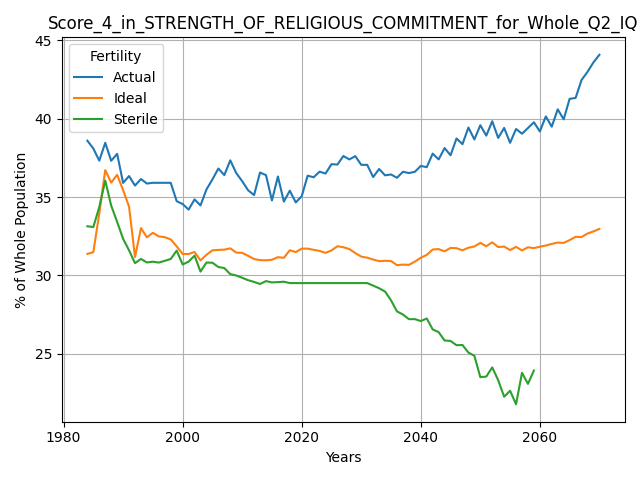 Score_4_in_STRENGTH_OF_RELIGIOUS_COMMITMENT_for_Whole_Q2_IQ
Fertility
Actual
Ideal
Sterile
% of Whole Population
45
40
35
30
25
1980
2000
2020
2040
2060
Years